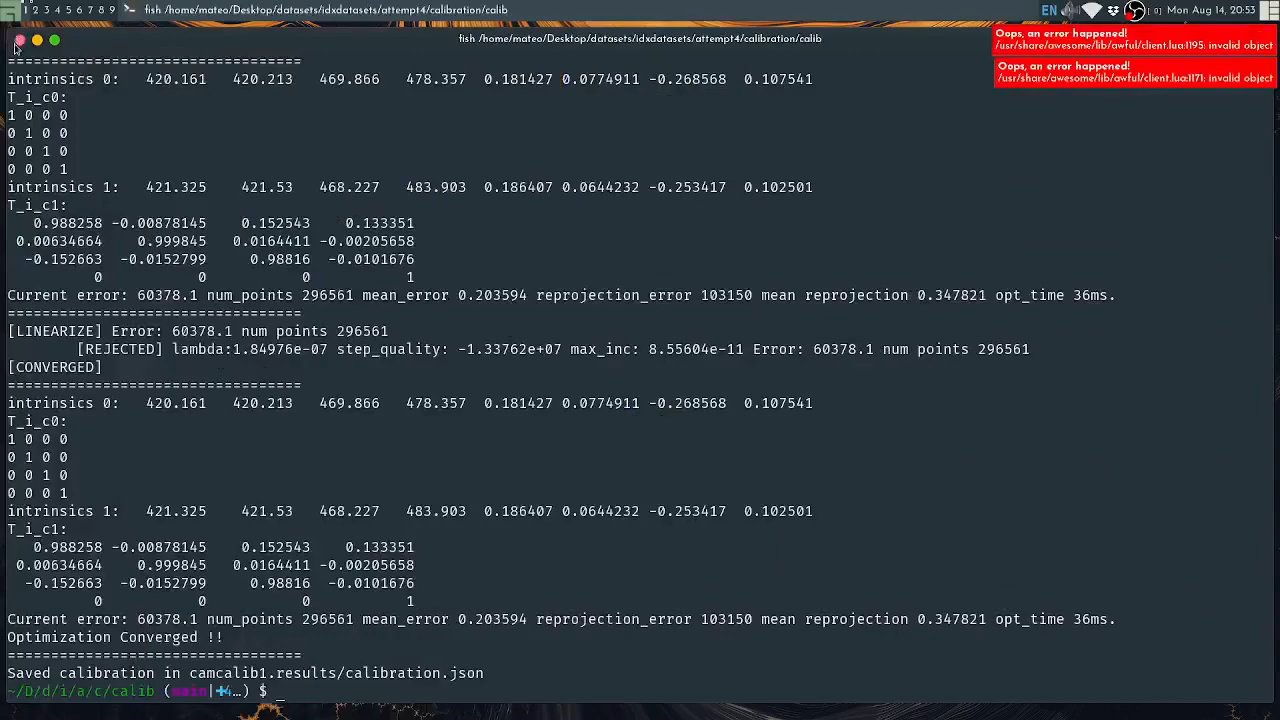 1 2 3 4 5 6 7 8 9 fish /home/mateo/Desktop/datasets/idxdatasets/attempt4/calibration/calib EN [0] Mon Aug 14, 20:53
fish /home/mateo/Desktop/datasets/idxdatasets/attempt4/calibration/calib
Oops, an error happened!
/usr/share/awesome/lib/awful/client.lua:1195: invalid object
Oops, an error happened!
/usr/share/awesome/lib/awful/client.lua:1171: invalid object
==================================
intrinsics 0: 420.161 420.213 469.866 478.357 0.181427 0.0774911 -0.268568 0.107541
T_i_c0:
1 0 0 0
0 1 0 0
0 0 1 0
0 0 0 1
intrinsics 1: 421.325 421.53 468.227 483.903 0.186407 0.0644232 -0.253417 0.102501
T_i_c1:
0.988258 -0.00878145 0.152543 0.133351
0.00634664 0.999845 0.0164411 -0.00205658
-0.152663 -0.0152799 0.98816 -0.0101676
0 0 0 1
Current error: 60378.1 num_points 296561 mean_error 0.203594 reprojection_error 103150 mean reprojection 0.347821 opt_time 36ms.
==================================
[LINEARIZE] Error: 60378.1 num points 296561
[REJECTED] lambda:1.84976e-07 step_quality: -1.33762e+07 max_inc: 8.55604e-11 Error: 60378.1 num points 296561
[CONVERGED]
==================================
intrinsics 0: 420.161 420.213 469.866 478.357 0.181427 0.0774911 -0.268568 0.107541
T_i_c0:
1 0 0 0
0 1 0 0
0 0 1 0
0 0 0 1
intrinsics 1: 421.325 421.53 468.227 483.903 0.186407 0.0644232 -0.253417 0.102501
T_i_c1:
0.988258 -0.00878145 0.152543 0.133351
0.00634664 0.999845 0.0164411 -0.00205658
-0.152663 -0.0152799 0.98816 -0.0101676
0 0 0 1
Current error: 60378.1 num_points 296561 mean_error 0.203594 reprojection_error 103150 mean reprojection 0.347821 opt_time 36ms.
Optimization Converged !!
==================================
Saved calibration in camcalib1.results/calibration.json
~/D/d/i/a/c/calib (main|✚4…) $